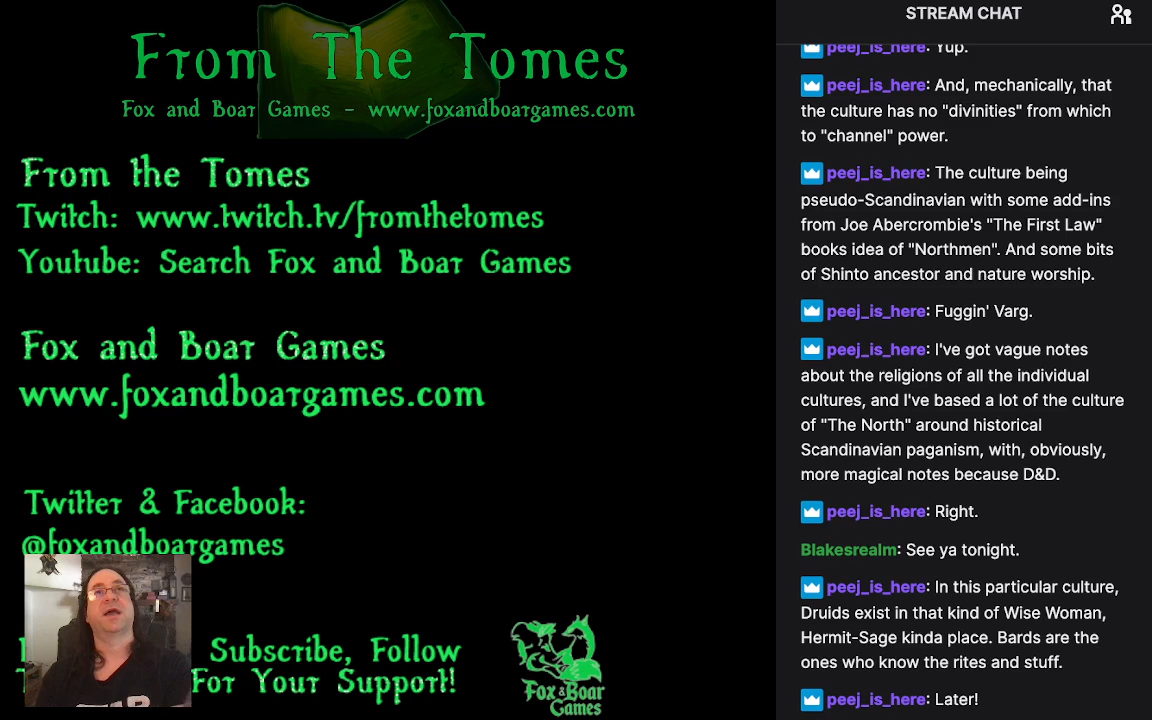 From The Tomes
Fox and Boar Games - www.foxandboargames.com
From the Tomes
Twitch: www.twitch.tv/fromthetomes
Youtube: Search Fox and Boar Games
Fox and Boar Games
www.foxandboargames.com
Twitter & Facebook:
@foxandboargames
Subscribe, Follow
For Your Support!
Fox & Boar
Games
STREAM CHAT
peej_is_here: Yup.
peej_is_here: And, mechanically, that
the culture has no "divinities" from which
to "channel" power.
peej_is_here: The culture being
pseudo-Scandinavian with some add-ins
from Joe Abercrombie's "The First Law"
books idea of "Northmen". And some bits
of Shinto ancestor and nature worship.
peej_is_here: Fuggin' Varg.
peej_is_here: I've got vague notes
about the religions of all the individual
cultures, and I've based a lot of the culture
of "The North" around historical
Scandinavian paganism, with, obviously,
more magical notes because D&D.
peej_is_here: Right.
Blakesrealm: See ya tonight.
peej_is_here: In this particular culture,
Druids exist in that kind of Wise Woman,
Hermit-Sage kinda place. Bards are the
ones who know the rites and stuff.
peej_is_here: Later!